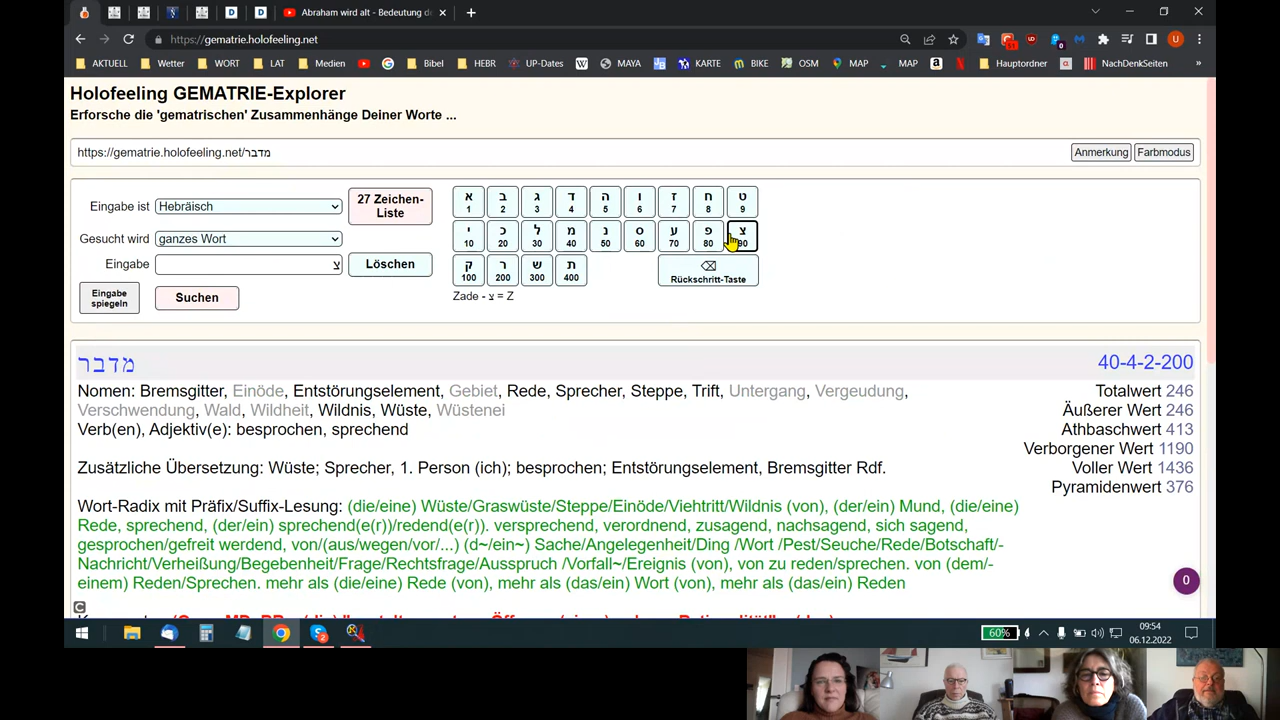 Abraham wird alt - Bedeutung de
https://gematrie.holofeeling.net
51
0
U
AKTUELL Wetter WORT LAT Medien Bibel HEBR UP-Dates MAYA KARTE BIKE OSM MAP MAP Hauptordner NachDenkSeiten »
Holofeeling GEMATRIE-Explorer
Erforsche die 'gematrischen' Zusammenhänge Deiner Worte ...
https://gematrie.holofeeling.net/מדבר
Anmerkung Farbmodus
Eingabe ist Hebräisch
27 Zeichen-Liste
Gesucht wird ganzes Wort
Eingabe צ
Löschen
Eingabe spiegeln
Suchen
א ב ג ד ה ו ז ח ט
1 2 3 4 5 6 7 8 9
י כ ל מ נ ס ע פ צ
10 20 30 40 50 60 70 80 90
ק ר ש ת
100 200 300 400
Rückschritt-Taste
Zade - צ = Z
מדבר 40-4-2-200
Nomen: Bremsgitter, Einöde, Entstörungselement, Gebiet, Rede, Sprecher, Steppe, Trift, Untergang, Vergeudung,
Verschwendung, Wald, Wildheit, Wildnis, Wüste, Wüstenei
Verb(en), Adjektiv(e): besprochen, sprechend
Totalwert 246
Äußerer Wert 246
Athbaschwert 413
Verborgener Wert 1190
Voller Wert 1436
Pyramidenwert 376
Zusätzliche Übersetzung: Wüste; Sprecher, 1. Person (ich); besprochen; Entstörungselement, Bremsgitter Rdf.
Wort-Radix mit Präfix/Suffix-Lesung: (die/eine) Wüste/Graswüste/Steppe/Einöde/Viehtritt/Wildnis (von), (der/ein) Mund, (die/eine)
Rede, sprechend, (der/ein) sprechend(e(r))/redend(e(r)). versprechend, verordnend, zusagend, nachsagend, sich sagend,
gesprochen/gefreit werdend, von/(aus/wegen/vor/...) (d~/ein~) Sache/Angelegenheit/Ding /Wort /Pest/Seuche/Rede/Botschaft/-
Nachricht/Verheißung/Begebenheit/Frage/Rechtsfrage/Ausspruch /Vorfall~/Ereignis (von), von zu reden/sprechen. von (dem/-
einem) Reden/Sprechen. mehr als (die/eine) Rede (von), mehr als (das/ein) Wort (von), mehr als (das/ein) Reden
0
C
60%
09:54
06.12.2022